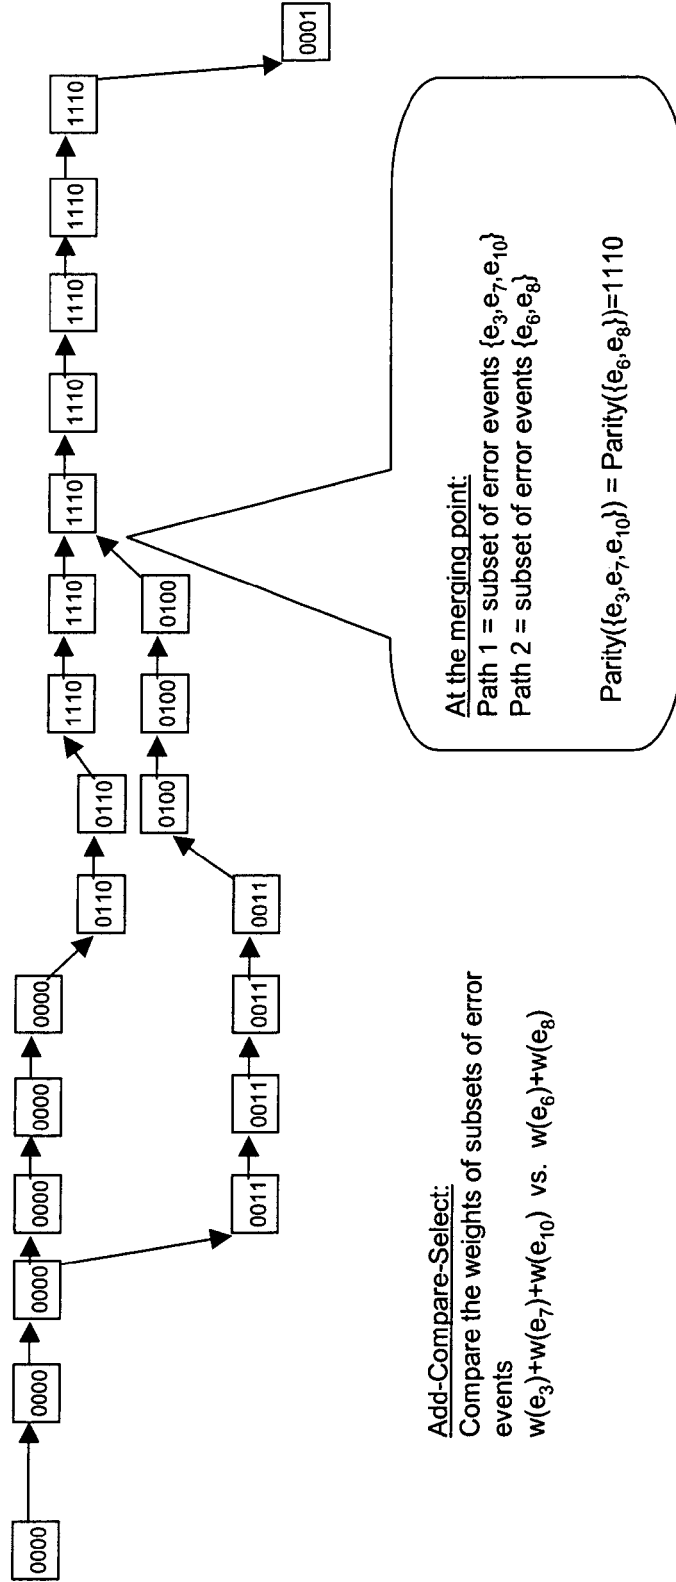 0000 0000 0000 0000 0000 0000
1110 1110 1110 1110 1110 1110 1110
0110 0110
0100 0100 0100
0011 0011 0011 0011
0001
Add-Compare-Select:
Compare the weights of subsets of error
events
w(e₃)+w(e₇)+w(e₁₀) vs. w(e₆)+w(e₈)
At the merging point:
Path 1 = subset of error events {e₃,e₇,e₁₀}
Path 2 = subset of error events {e₆,e₈}
Parity({e₃,e₇,e₁₀}) = Parity({e₆,e₈})=1110